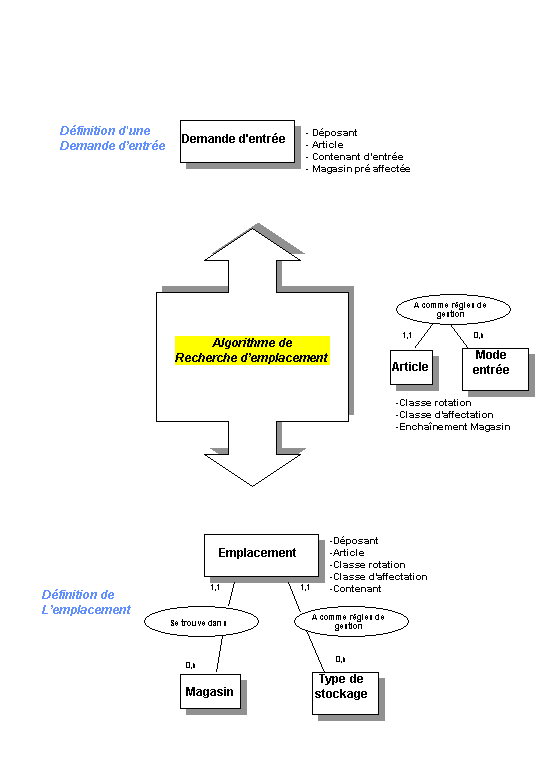 Définition d'une
Demande d'entrée
Demande d'entrée
- Déposant
- Article
- Contenant d'entrée
- Magasin pré affectée
Algorithme de
Recherche d'emplacement
A comme règles de
gestion
1,1
0,n
Article
Mode
entrée
-Classe rotation
-Classe d'affectation
-Enchaînement Magasin
Emplacement
-Déposant
-Article
-Classe rotation
-Classe d'affectation
-Contenant
1,1
1,1
Définition de
L'emplacement
Se trouve dans
A comme règles de
gestion
0,n
0,n
Magasin
Type de
stockage